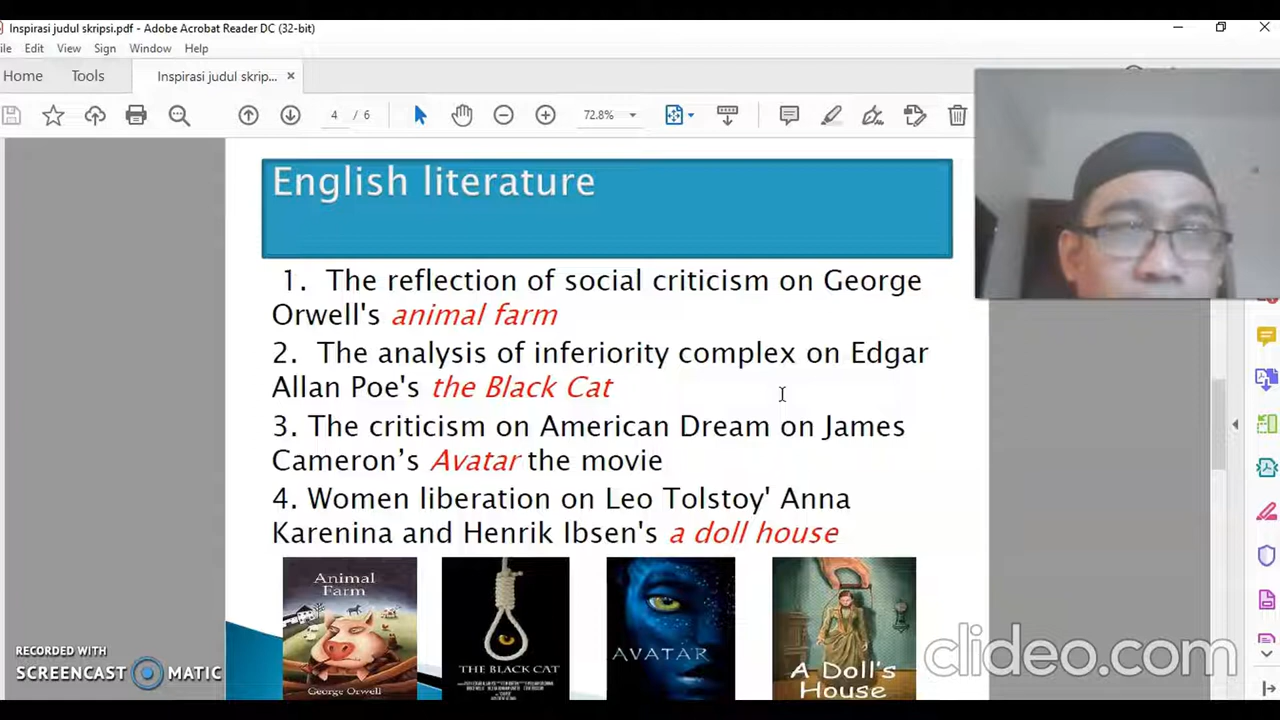 Inspirasi judul skripsi.pdf - Adobe Acrobat Reader DC (32-bit)
Edit View Sign Window Help
Home Tools Inspirasi judul skrip... ×
4 / 6 72.8%
English literature
1. The reflection of social criticism on George
Orwell's animal farm
2. The analysis of inferiority complex on Edgar
Allan Poe's the Black Cat
3. The criticism on American Dream on James
Cameron’s Avatar the movie
4. Women liberation on Leo Tolstoy' Anna
Karenina and Henrik Ibsen's a doll house
Animal
Farm
George Orwell
THE BLACK CAT
AVATAR
A Doll's
House
RECORDED WITH
SCREENCAST MATIC
clideo.com